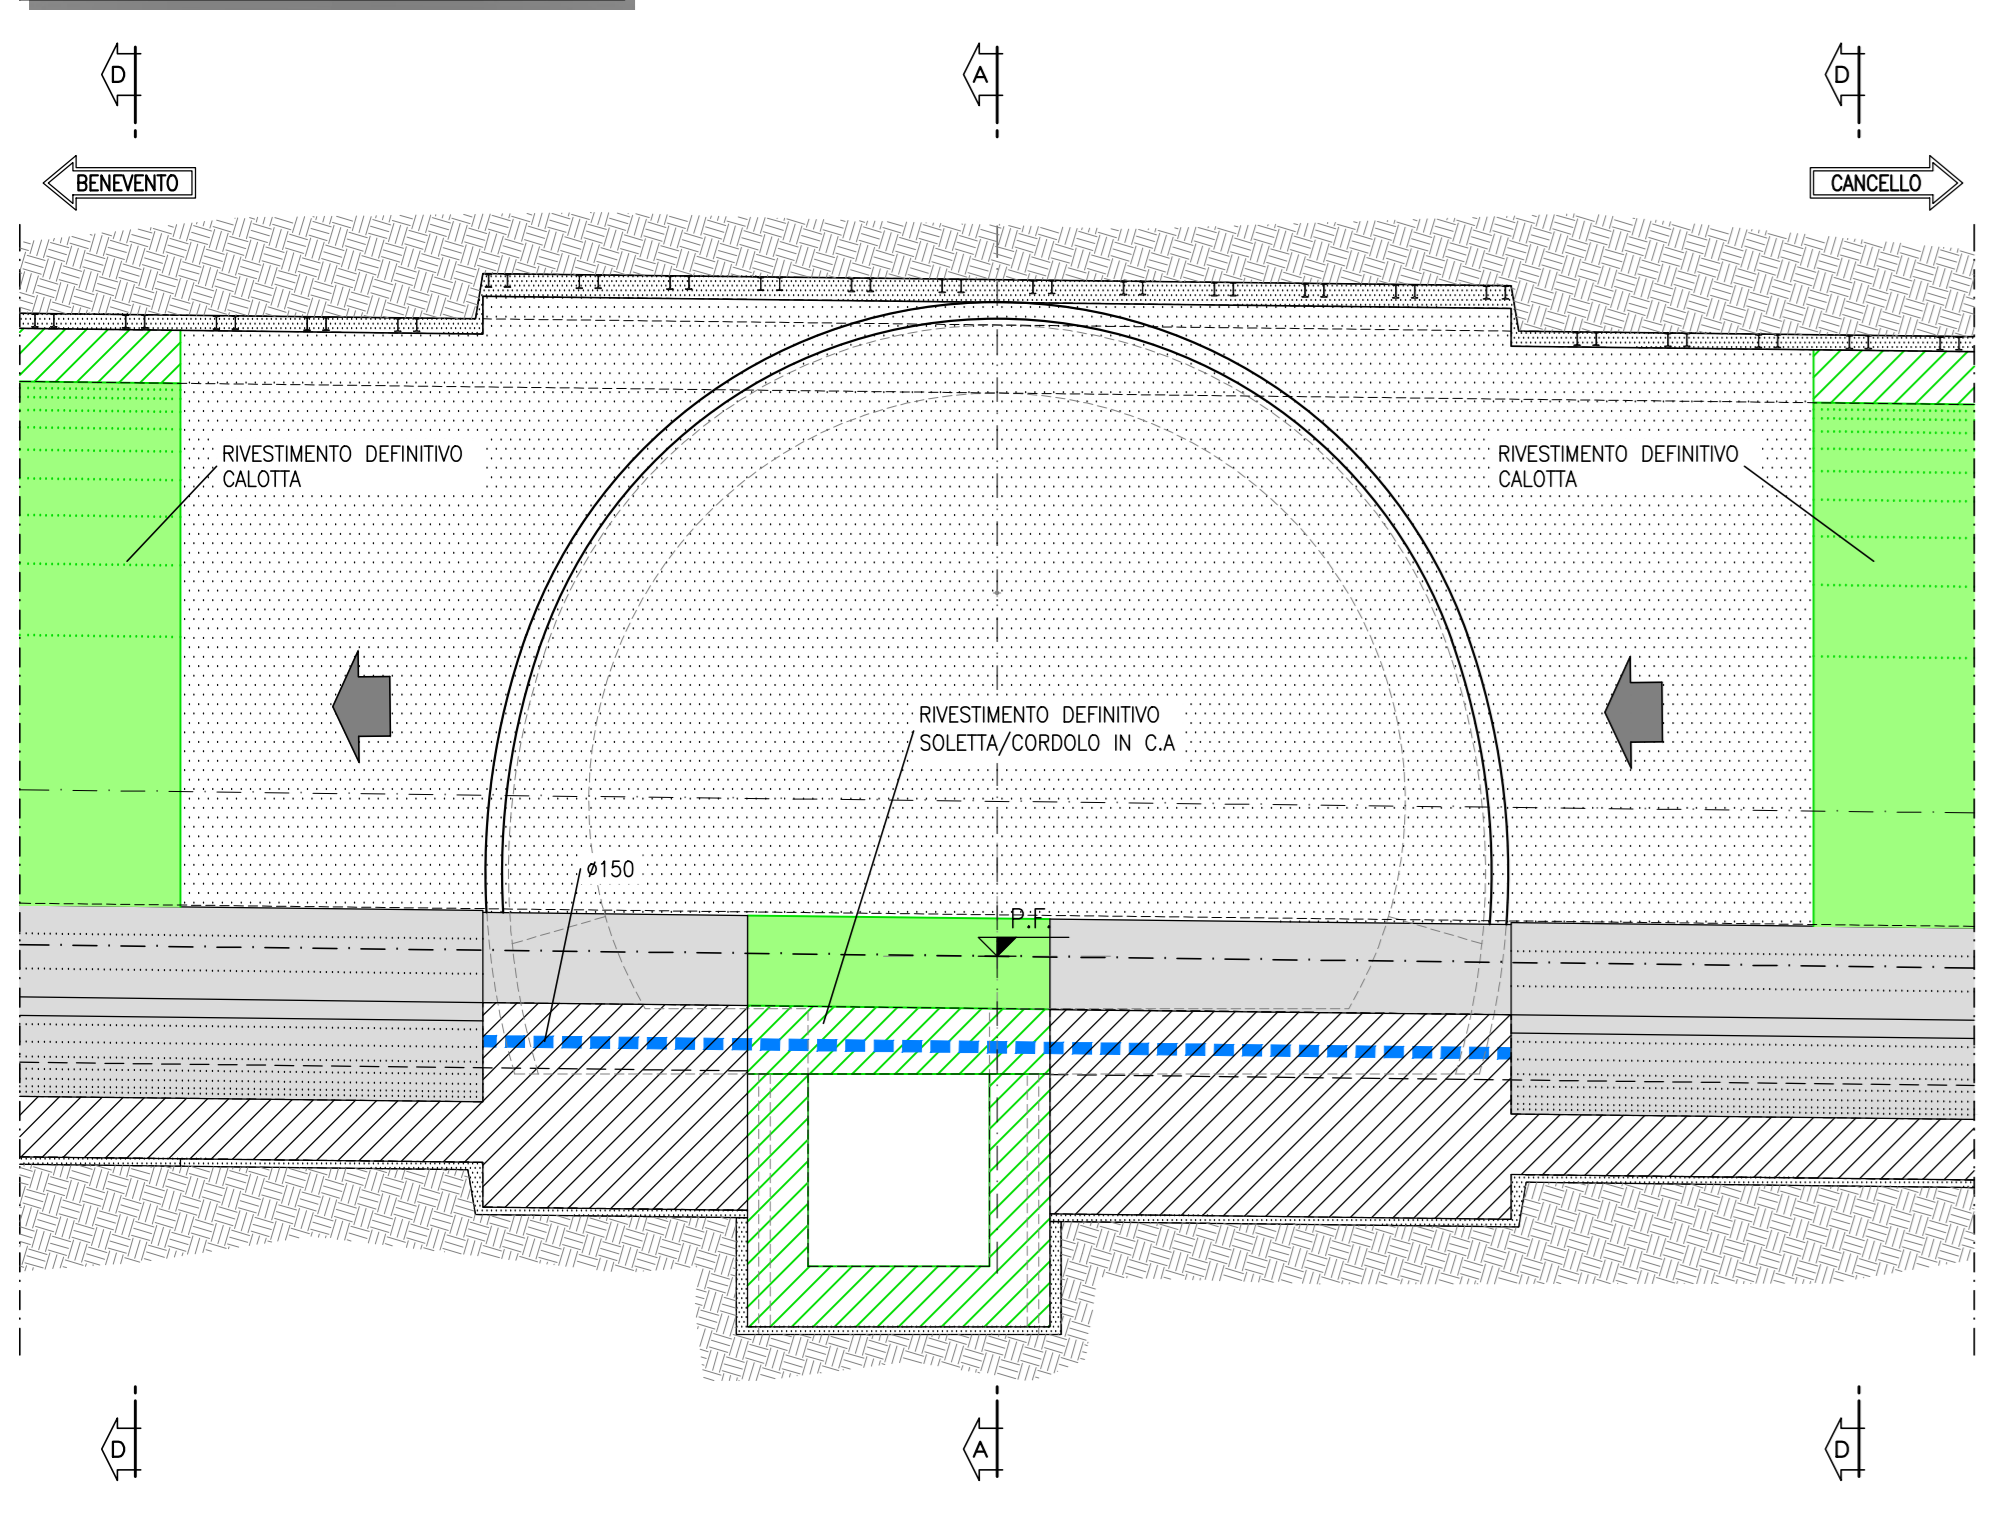 D
A
D
BENEVENTO
CANCELLO
RIVESTIMENTO DEFINITIVO
CALOTTA
RIVESTIMENTO DEFINITIVO
CALOTTA
RIVESTIMENTO DEFINITIVO
SOLETTA/CORDOLO IN C.A
ø150
P.F.
D
A
D